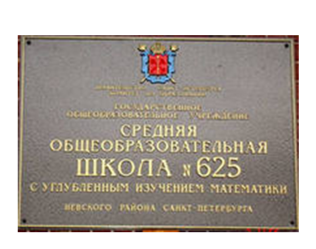 ГОСУДАРСТВЕННОЕ
ОБЩЕОБРАЗОВАТЕЛЬНОЕ УЧРЕЖДЕНИЕ
СРЕДНЯЯ
ОБЩЕОБРАЗОВАТЕЛЬНАЯ
ШКОЛА № 625
С УГЛУБЛЕННЫМ ИЗУЧЕНИЕМ МАТЕМАТИКИ
НЕВСКОГО РАЙОНА САНКТ-ПЕТЕРБУРГА